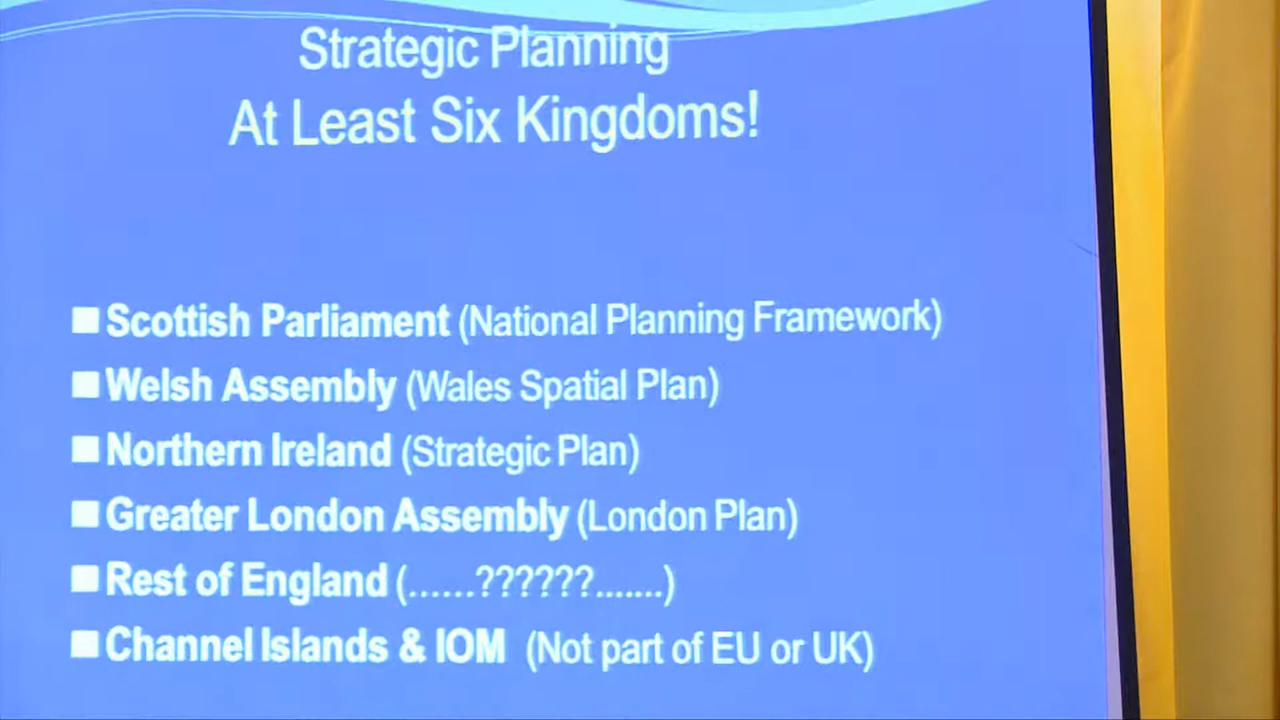 Strategic Planning
At Least Six Kingdoms!
Scottish Parliament (National Planning Framework)
Welsh Assembly (Wales Spatial Plan)
Northern Ireland (Strategic Plan)
Greater London Assembly (London Plan)
Rest of England (......??????.......)
Channel Islands & IOM (Not part of EU or UK)